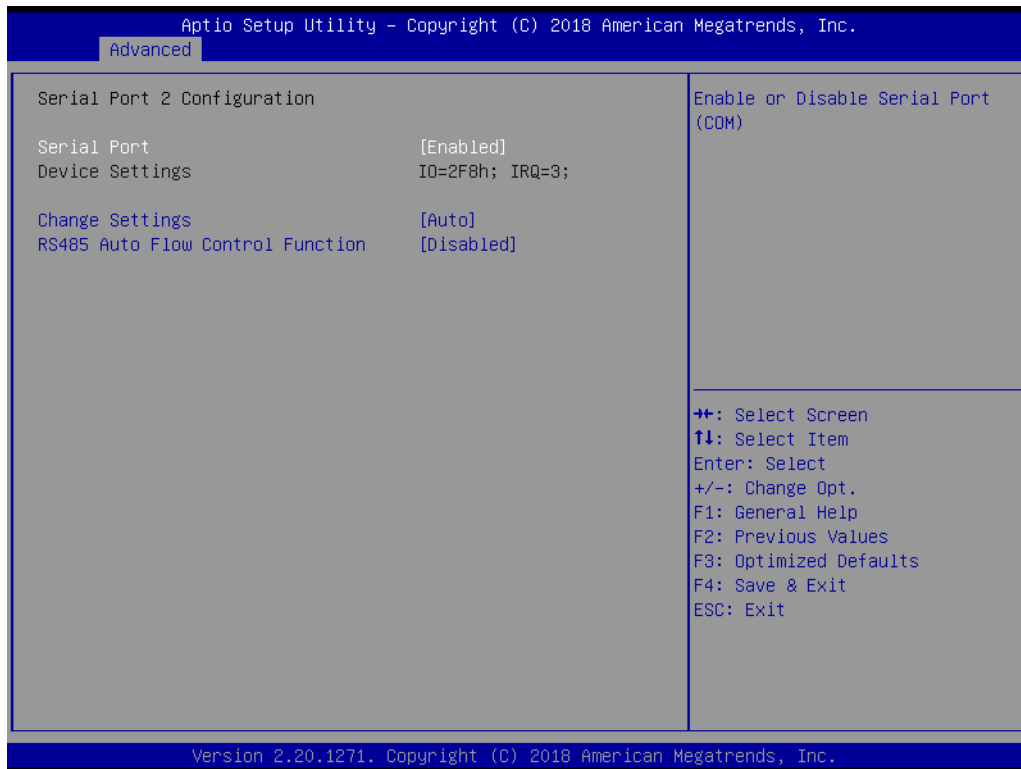 Aptio Setup Utility – Copyright (C) 2018 American Megatrends, Inc.
Advanced
Serial Port 2 Configuration
Serial Port [Enabled]
Device Settings IO=2F8h; IRQ=3;
Change Settings [Auto]
RS485 Auto Flow Control Function [Disabled]
Enable or Disable Serial Port
(COM)
→←: Select Screen
↑↓: Select Item
Enter: Select
+/-: Change Opt.
F1: General Help
F2: Previous Values
F3: Optimized Defaults
F4: Save & Exit
ESC: Exit
Version 2.20.1271. Copyright (C) 2018 American Megatrends, Inc.